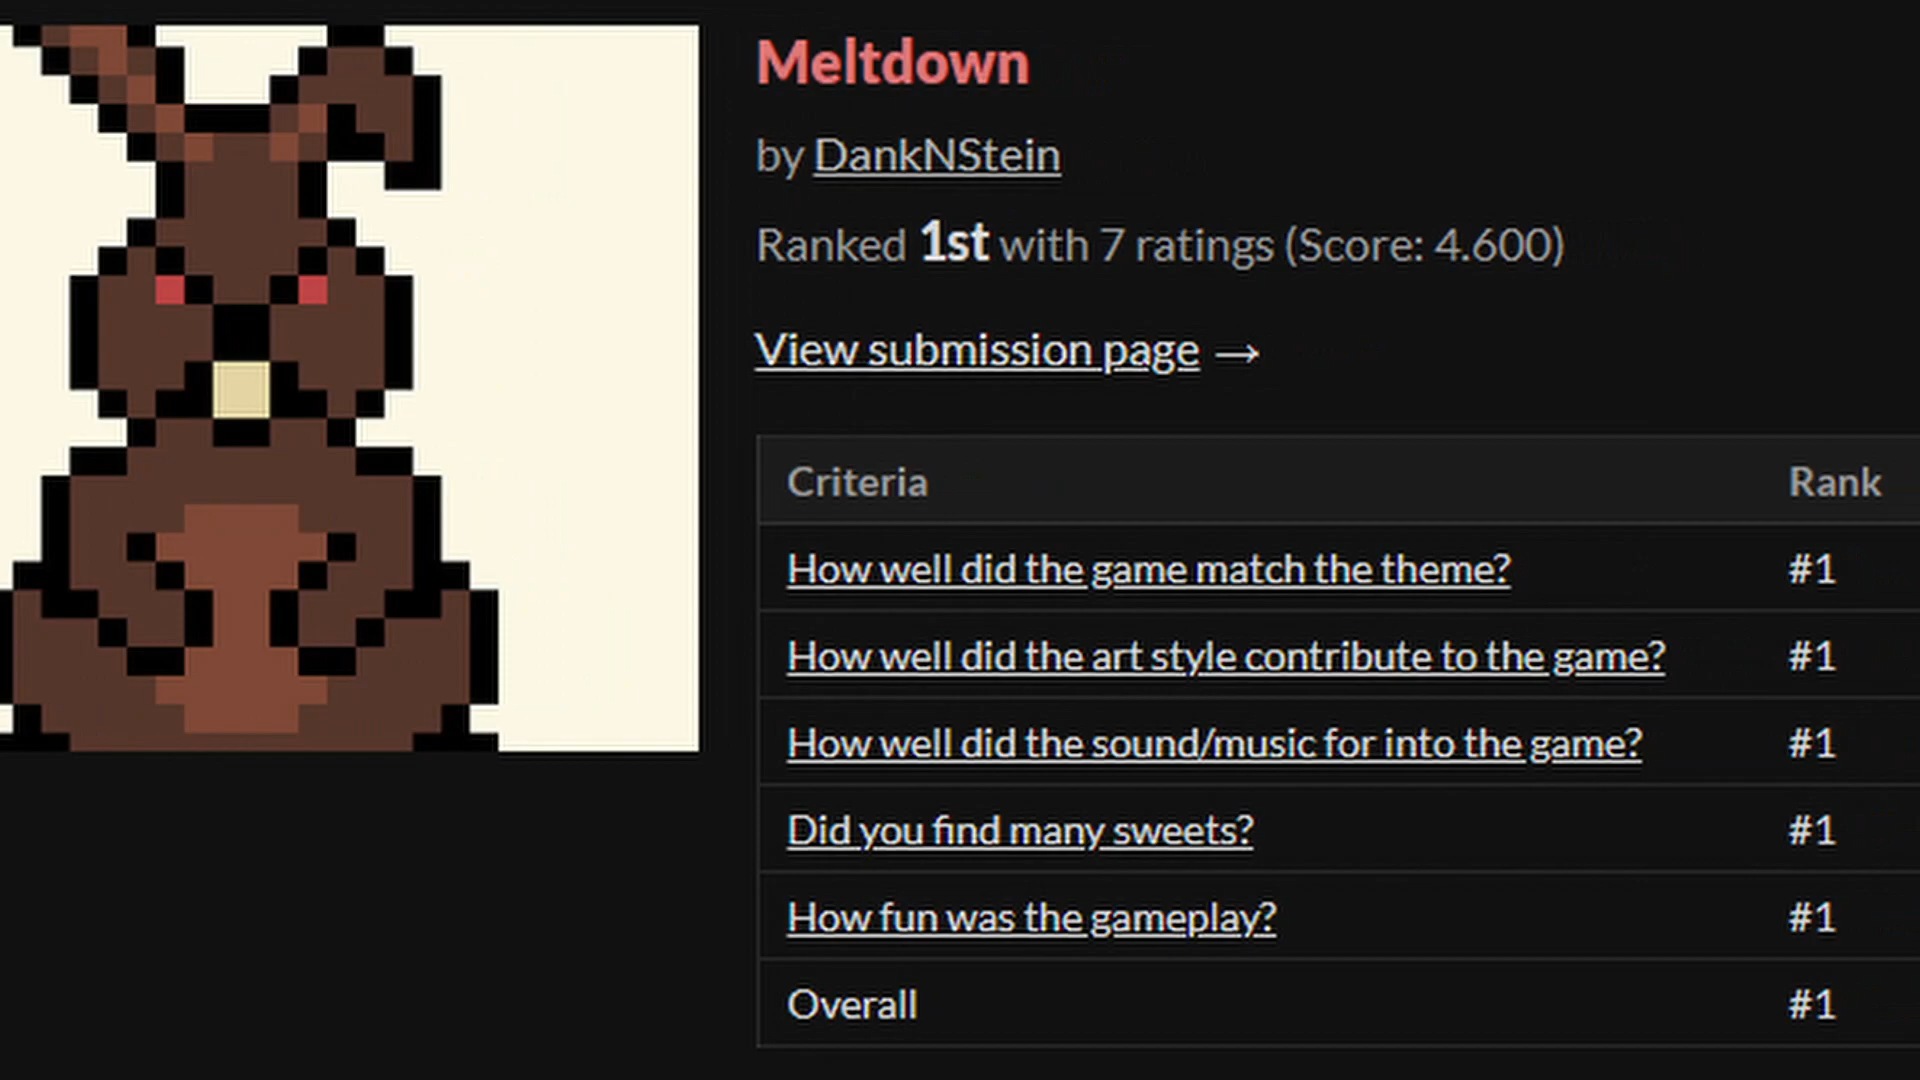 Meltdown
by DankNStein
Ranked 1st with 7 ratings (Score: 4.600)
View submission page →
Criteria Rank
How well did the game match the theme? #1
How well did the art style contribute to the game? #1
How well did the sound/music for into the game? #1
Did you find many sweets? #1
How fun was the gameplay? #1
Overall #1